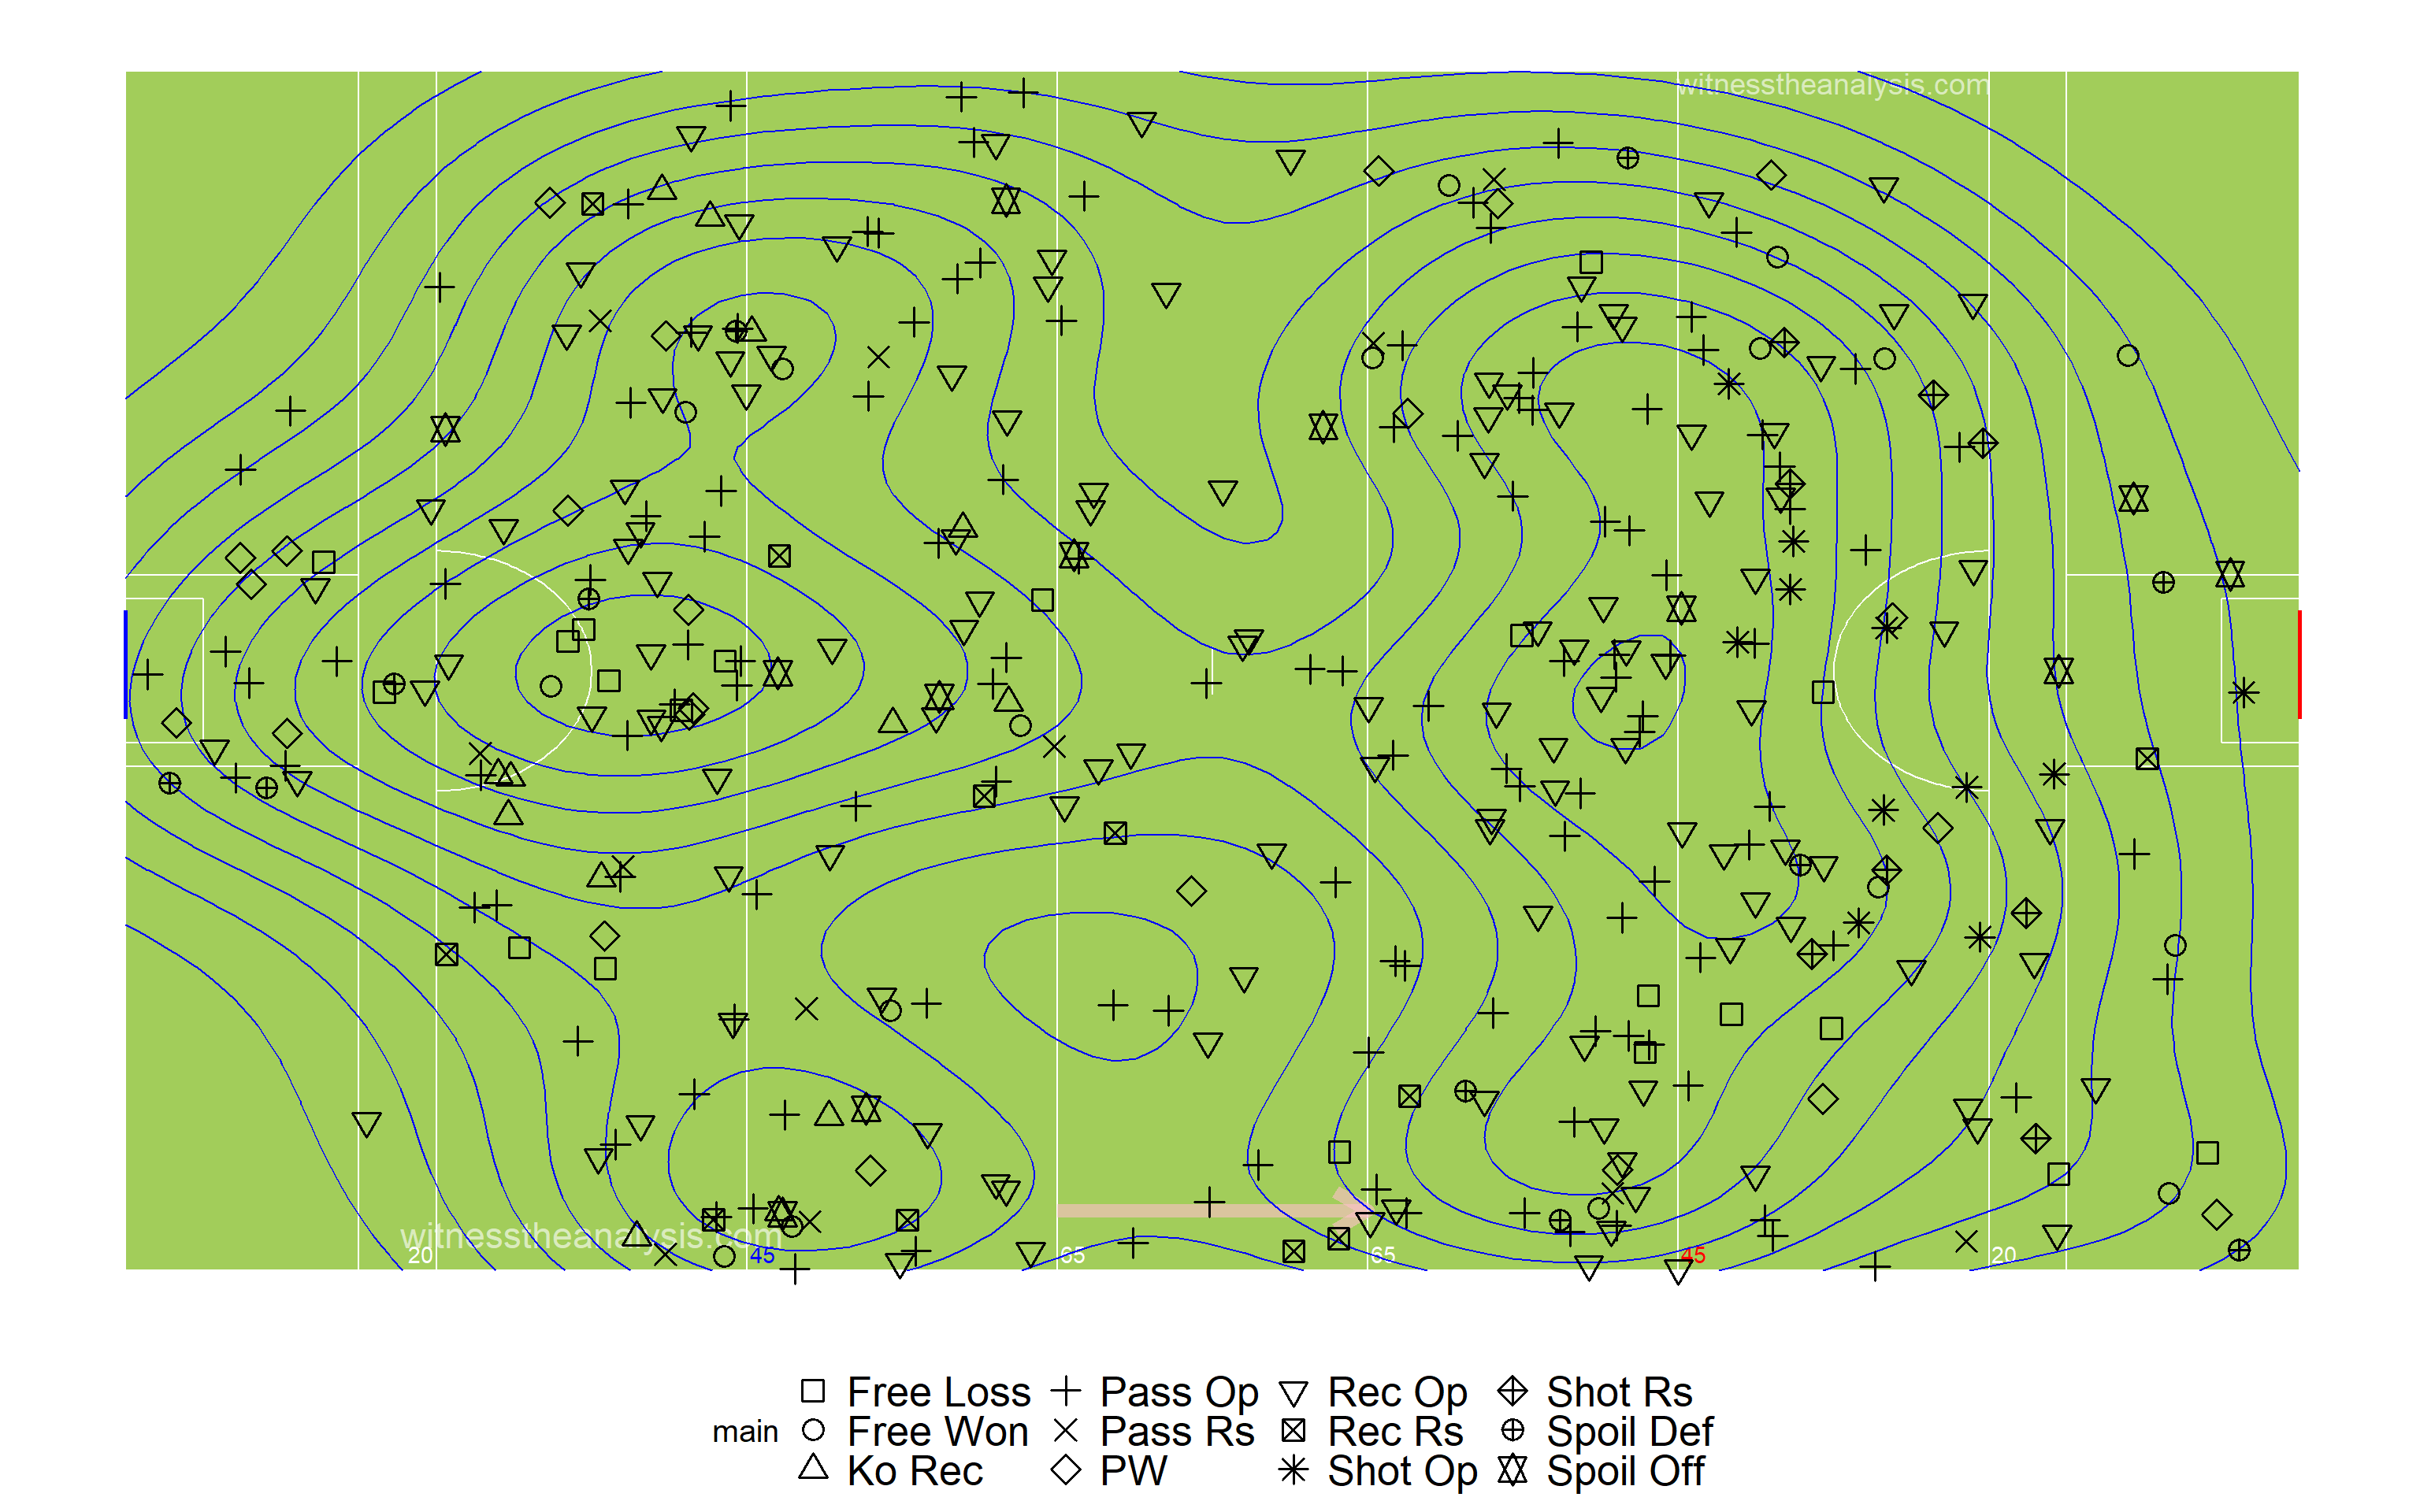 witnesstheanalysis.com
witnesstheanalysis.com
20 45 65 65 45 20
Free Loss Pass Op Rec Op Shot Rs
main Free Won Pass Rs Rec Rs Spoil Def
Ko Rec PW Shot Op Spoil Off